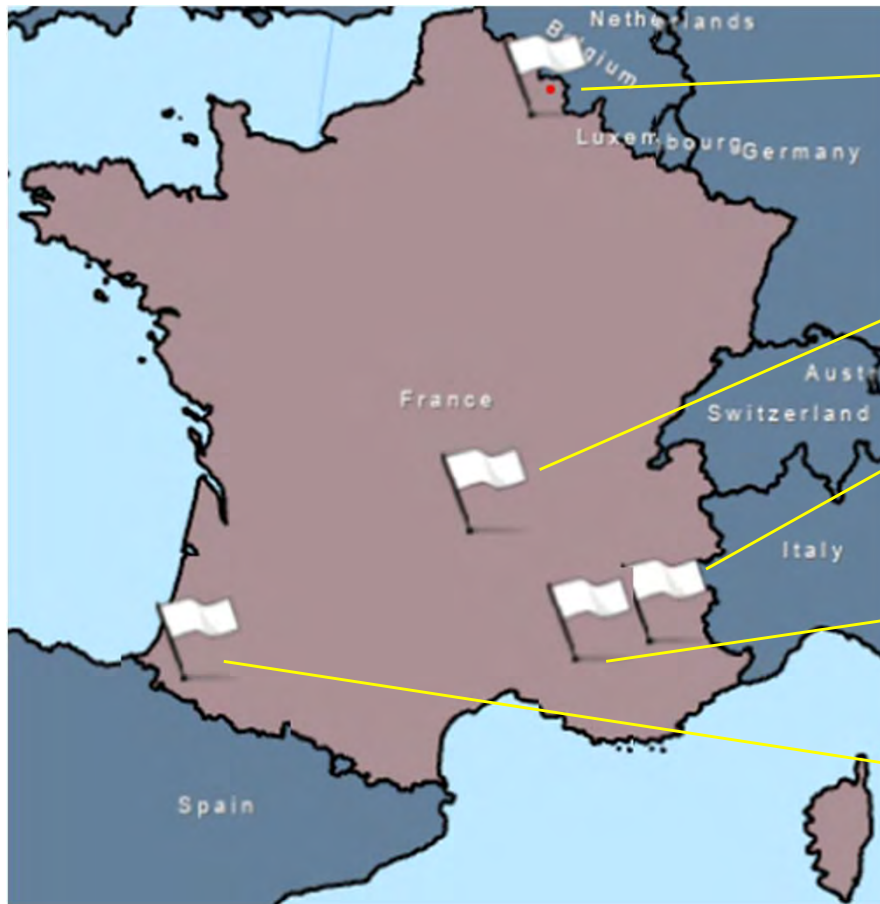 Netherlands
Belgium
Luxembourg
Germany
France
Austr
Switzerland
Italy
Spain